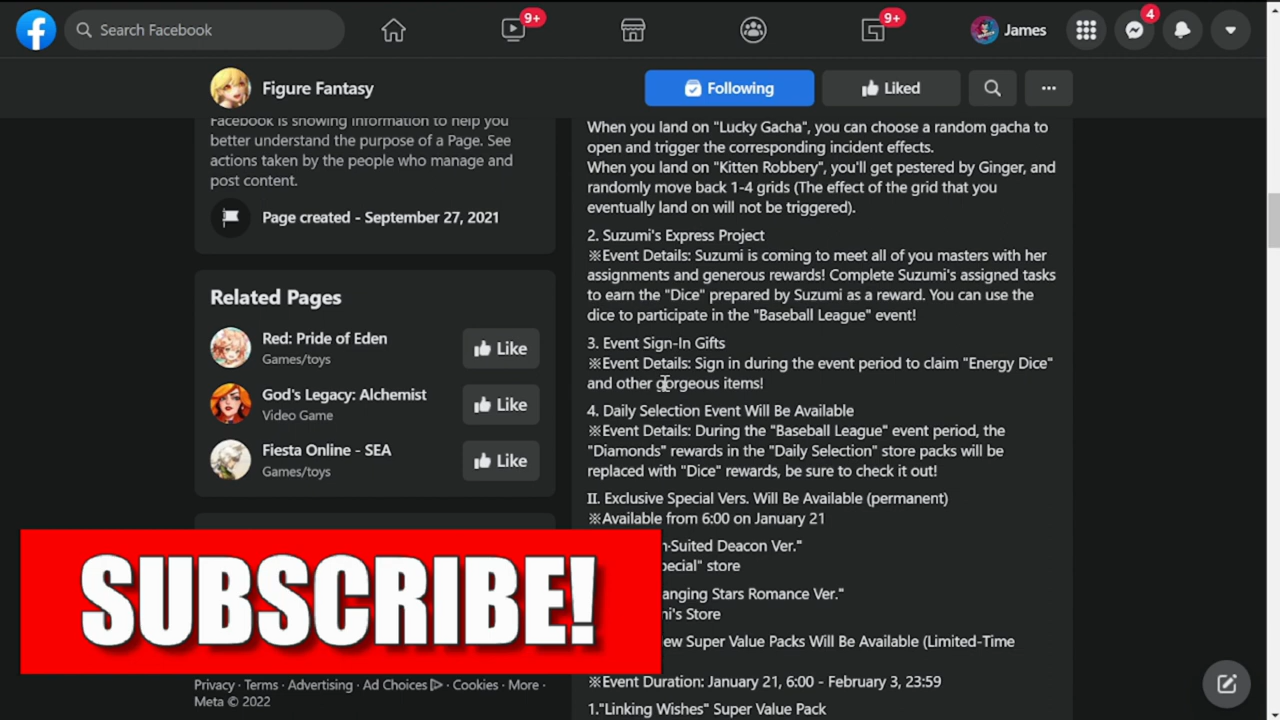 Search Facebook
9+
9+
James
4
Figure Fantasy
Following
Liked
Facebook is showing information to help you
better understand the purpose of a Page. See
actions taken by the people who manage and
post content.
Page created - September 27, 2021
Related Pages
Red: Pride of Eden
Games/toys
Like
God's Legacy: Alchemist
Video Game
Like
Fiesta Online - SEA
Games/toys
Like
SUBSCRIBE!
Privacy · Terms · Advertising · Ad Choices · Cookies · More ·
Meta © 2022
When you land on "Lucky Gacha", you can choose a random gacha to
open and trigger the corresponding incident effects.
When you land on "Kitten Robbery", you'll get pestered by Ginger, and
randomly move back 1-4 grids (The effect of the grid that you
eventually land on will not be triggered).
2. Suzumi's Express Project
※Event Details: Suzumi is coming to meet all of you masters with her
assignments and generous rewards! Complete Suzumi's assigned tasks
to earn the "Dice" prepared by Suzumi as a reward. You can use the
dice to participate in the "Baseball League" event!
3. Event Sign-In Gifts
※Event Details: Sign in during the event period to claim "Energy Dice"
and other gorgeous items!
4. Daily Selection Event Will Be Available
※Event Details: During the "Baseball League" event period, the
"Diamonds" rewards in the "Daily Selection" store packs will be
replaced with "Dice" rewards, be sure to check it out!
II. Exclusive Special Vers. Will Be Available (permanent)
※Available from 6:00 on January 21
-Suited Deacon Ver."
store
Stars Romance Ver."
Store
Super Value Packs Will Be Available (Limited-Time
※Event Duration: January 21, 6:00 - February 3, 23:59
1."Linking Wishes" Super Value Pack